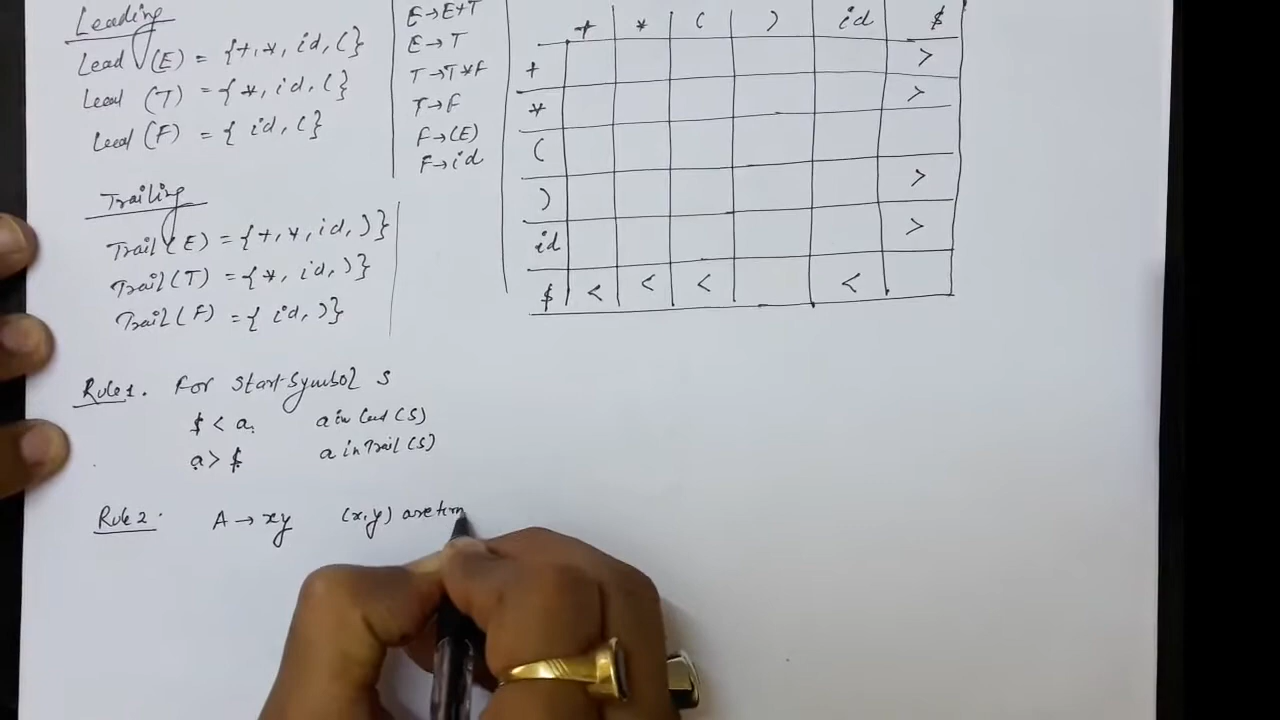 Leading
Lead (E) = {+, *, id, (}
Lead (T) = {*, id, (}
Lead (F) = { id, (}
Trailing
Trail (E) = {+, *, id, )}
Trail (T) = {*, id, )}
Trail (F) = { id, )}
E → E+T
E → T
T → T*F
T → F
F → (E)
F → id
+ * ( ) id $
+ >
* >
(
) >
id >
$ < < < <
Rule 1. For Start Symbol S
$ < a. a in Lead (S)
a > $ a in Trail (S)
Rule 2. A → xy (x,y) are term